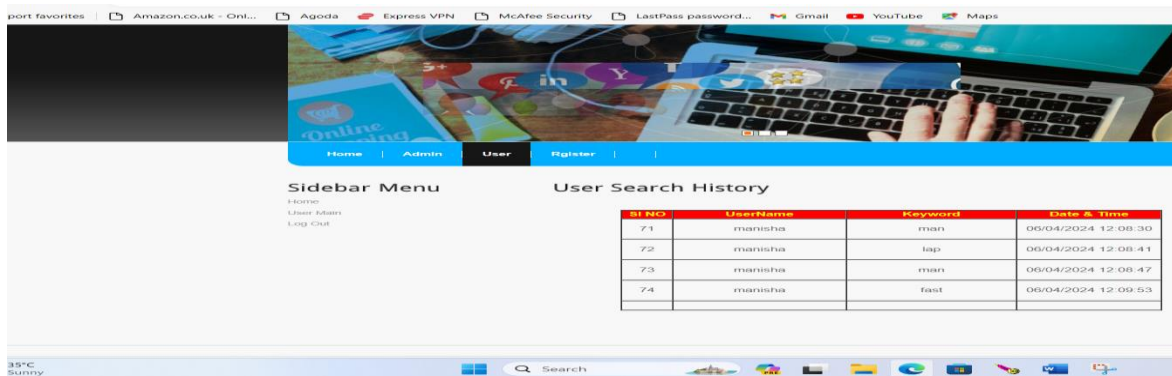 port favorites Amazon.co.uk - Onl... Agoda Express VPN McAfee Security LastPass password... Gmail YouTube Maps
G+ in Y
Online
Home Admin User Rgister
Sidebar Menu User Search History
Home
User Main
Log Out
SI NO UserName Keyword Date & Time
71 manisha man 06/04/2024 12:08:30
72 manisha lap 06/04/2024 12:08:41
73 manisha man 06/04/2024 12:08:47
74 manisha fast 06/04/2024 12:09:53
35°C
Sunny
Search